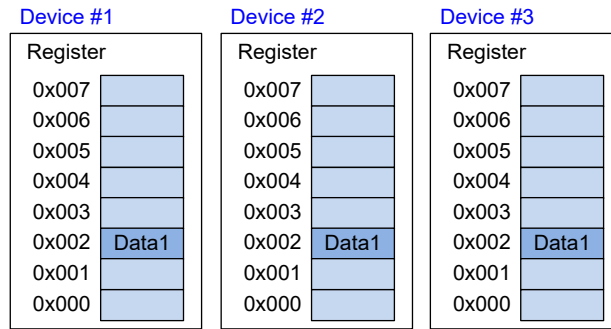 Device #1
Register
0x007
0x006
0x005
0x004
0x003
0x002 Data1
0x001
0x000
Device #2
Register
0x007
0x006
0x005
0x004
0x003
0x002 Data1
0x001
0x000
Device #3
Register
0x007
0x006
0x005
0x004
0x003
0x002 Data1
0x001
0x000